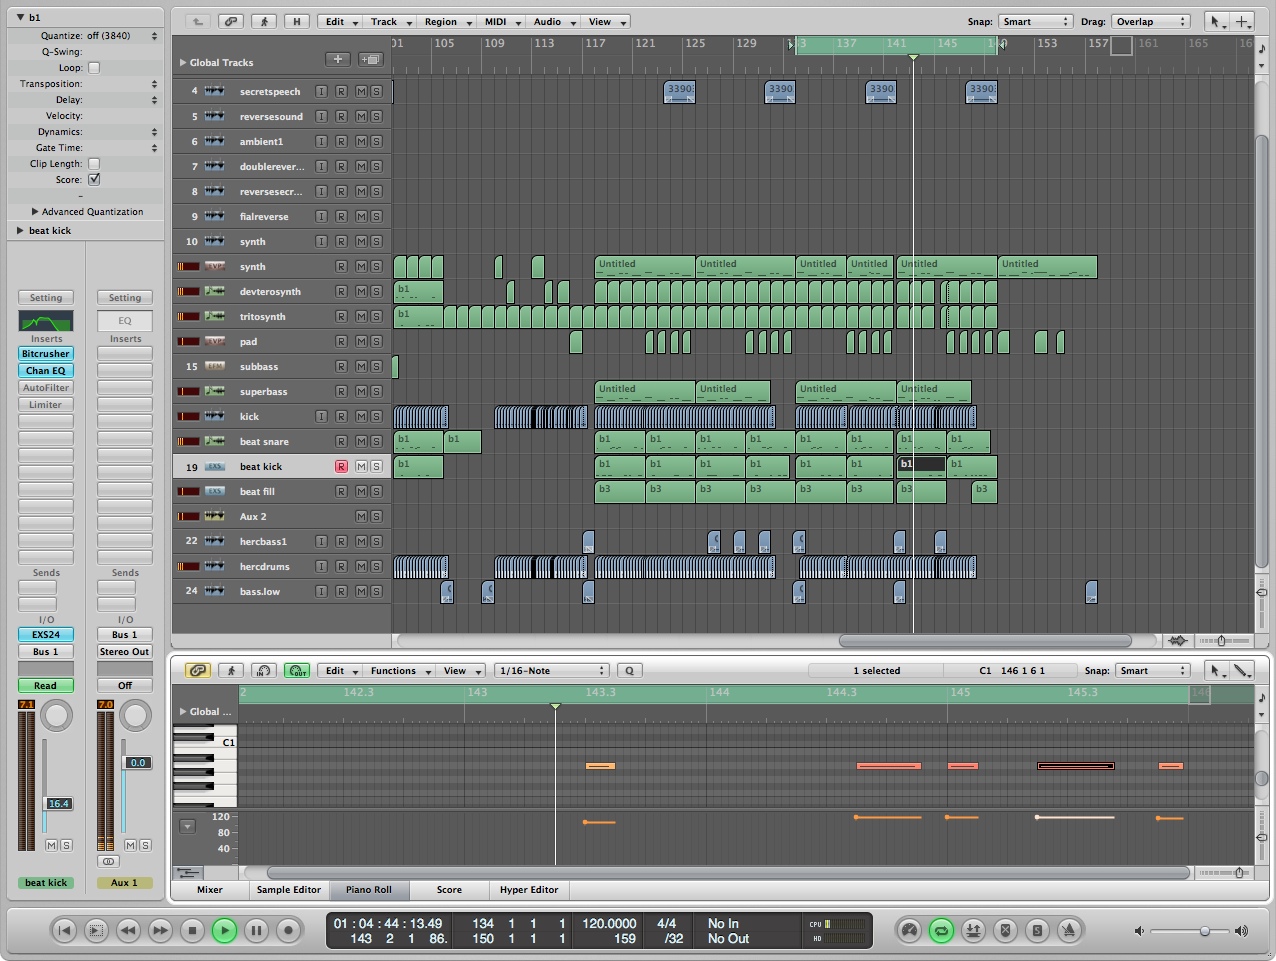 b1
Quantize: off (3840)
Q-Swing:
Loop:
Transposition:
Delay:
Velocity:
Dynamics:
Gate Time:
Clip Length:
Score:
Advanced Quantization
beat kick
Setting Setting
EQ
Inserts Inserts
Bitcrusher
Chan EQ
AutoFilter
Limiter
Sends Sends
I/O I/O
EXS24 Bus 1
Bus 1 Stereo Out
Read Off
7.1 7.0
0.0
16.4
M S M S
beat kick Aux 1
H Edit Track Region MIDI Audio View Snap: Smart Drag: Overlap
105 109 113 117 121 125 129 137 141 145 153 157 161 165
Global Tracks
4 secretspeech I R M S 3390 3390 3390 3390
5 reversesound I R M S
6 ambient1 I R M S
7 doublerever... I R M S
8 reversesecr... I R M S
9 fialreverse I R M S
10 synth I R M S
synth R M S Untitled Untitled Untitled Untitled Untitled Untitled
devterosynth R M S b1
tritosynth R M S b1
pad R M S
15 subbass R M S
superbass R M S Untitled Untitled Untitled Untitled
kick I R M S
beat snare R M S b1 b1 b1 b1 b1 b1 b1 b1 b1 b1
19 beat kick R M S b1 b1 b1 b1 b1 b1 b1 b1 b1
beat fill R M S b3 b3 b3 b3 b3 b3 b3 b3
Aux 2 M S
22 hercbass1 I R M S
hercdrums I R M S
24 bass.low I R M S
IN OUT Edit Functions View 1/16-Note Q 1 selected C1 146 1 6 1 Snap: Smart
2 142.3 143 143.3 144 144.3 145 145.3 146
Global ...
C1
120
80
40
Mixer Sample Editor Piano Roll Score Hyper Editor
01 : 04 : 44 : 13.49 134 1 1 1 120.0000 4/4 No In CPU
143 2 1 86. 150 1 1 1 159 /32 No Out HD
S